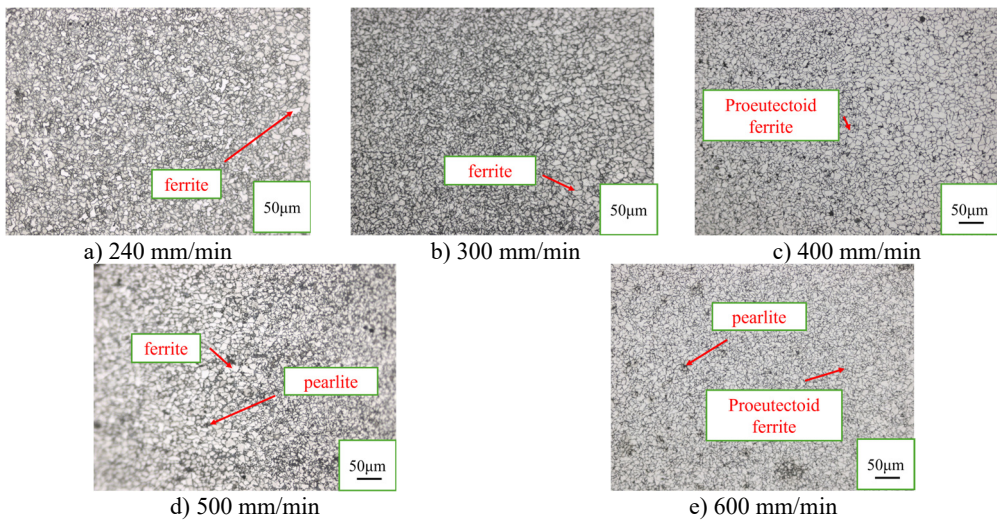 ferrite
50μm
a) 240 mm/min
ferrite
50μm
b) 300 mm/min
Proeutectoid
ferrite
50μm
c) 400 mm/min
ferrite
pearlite
50μm
d) 500 mm/min
pearlite
Proeutectoid
ferrite
50μm
e) 600 mm/min